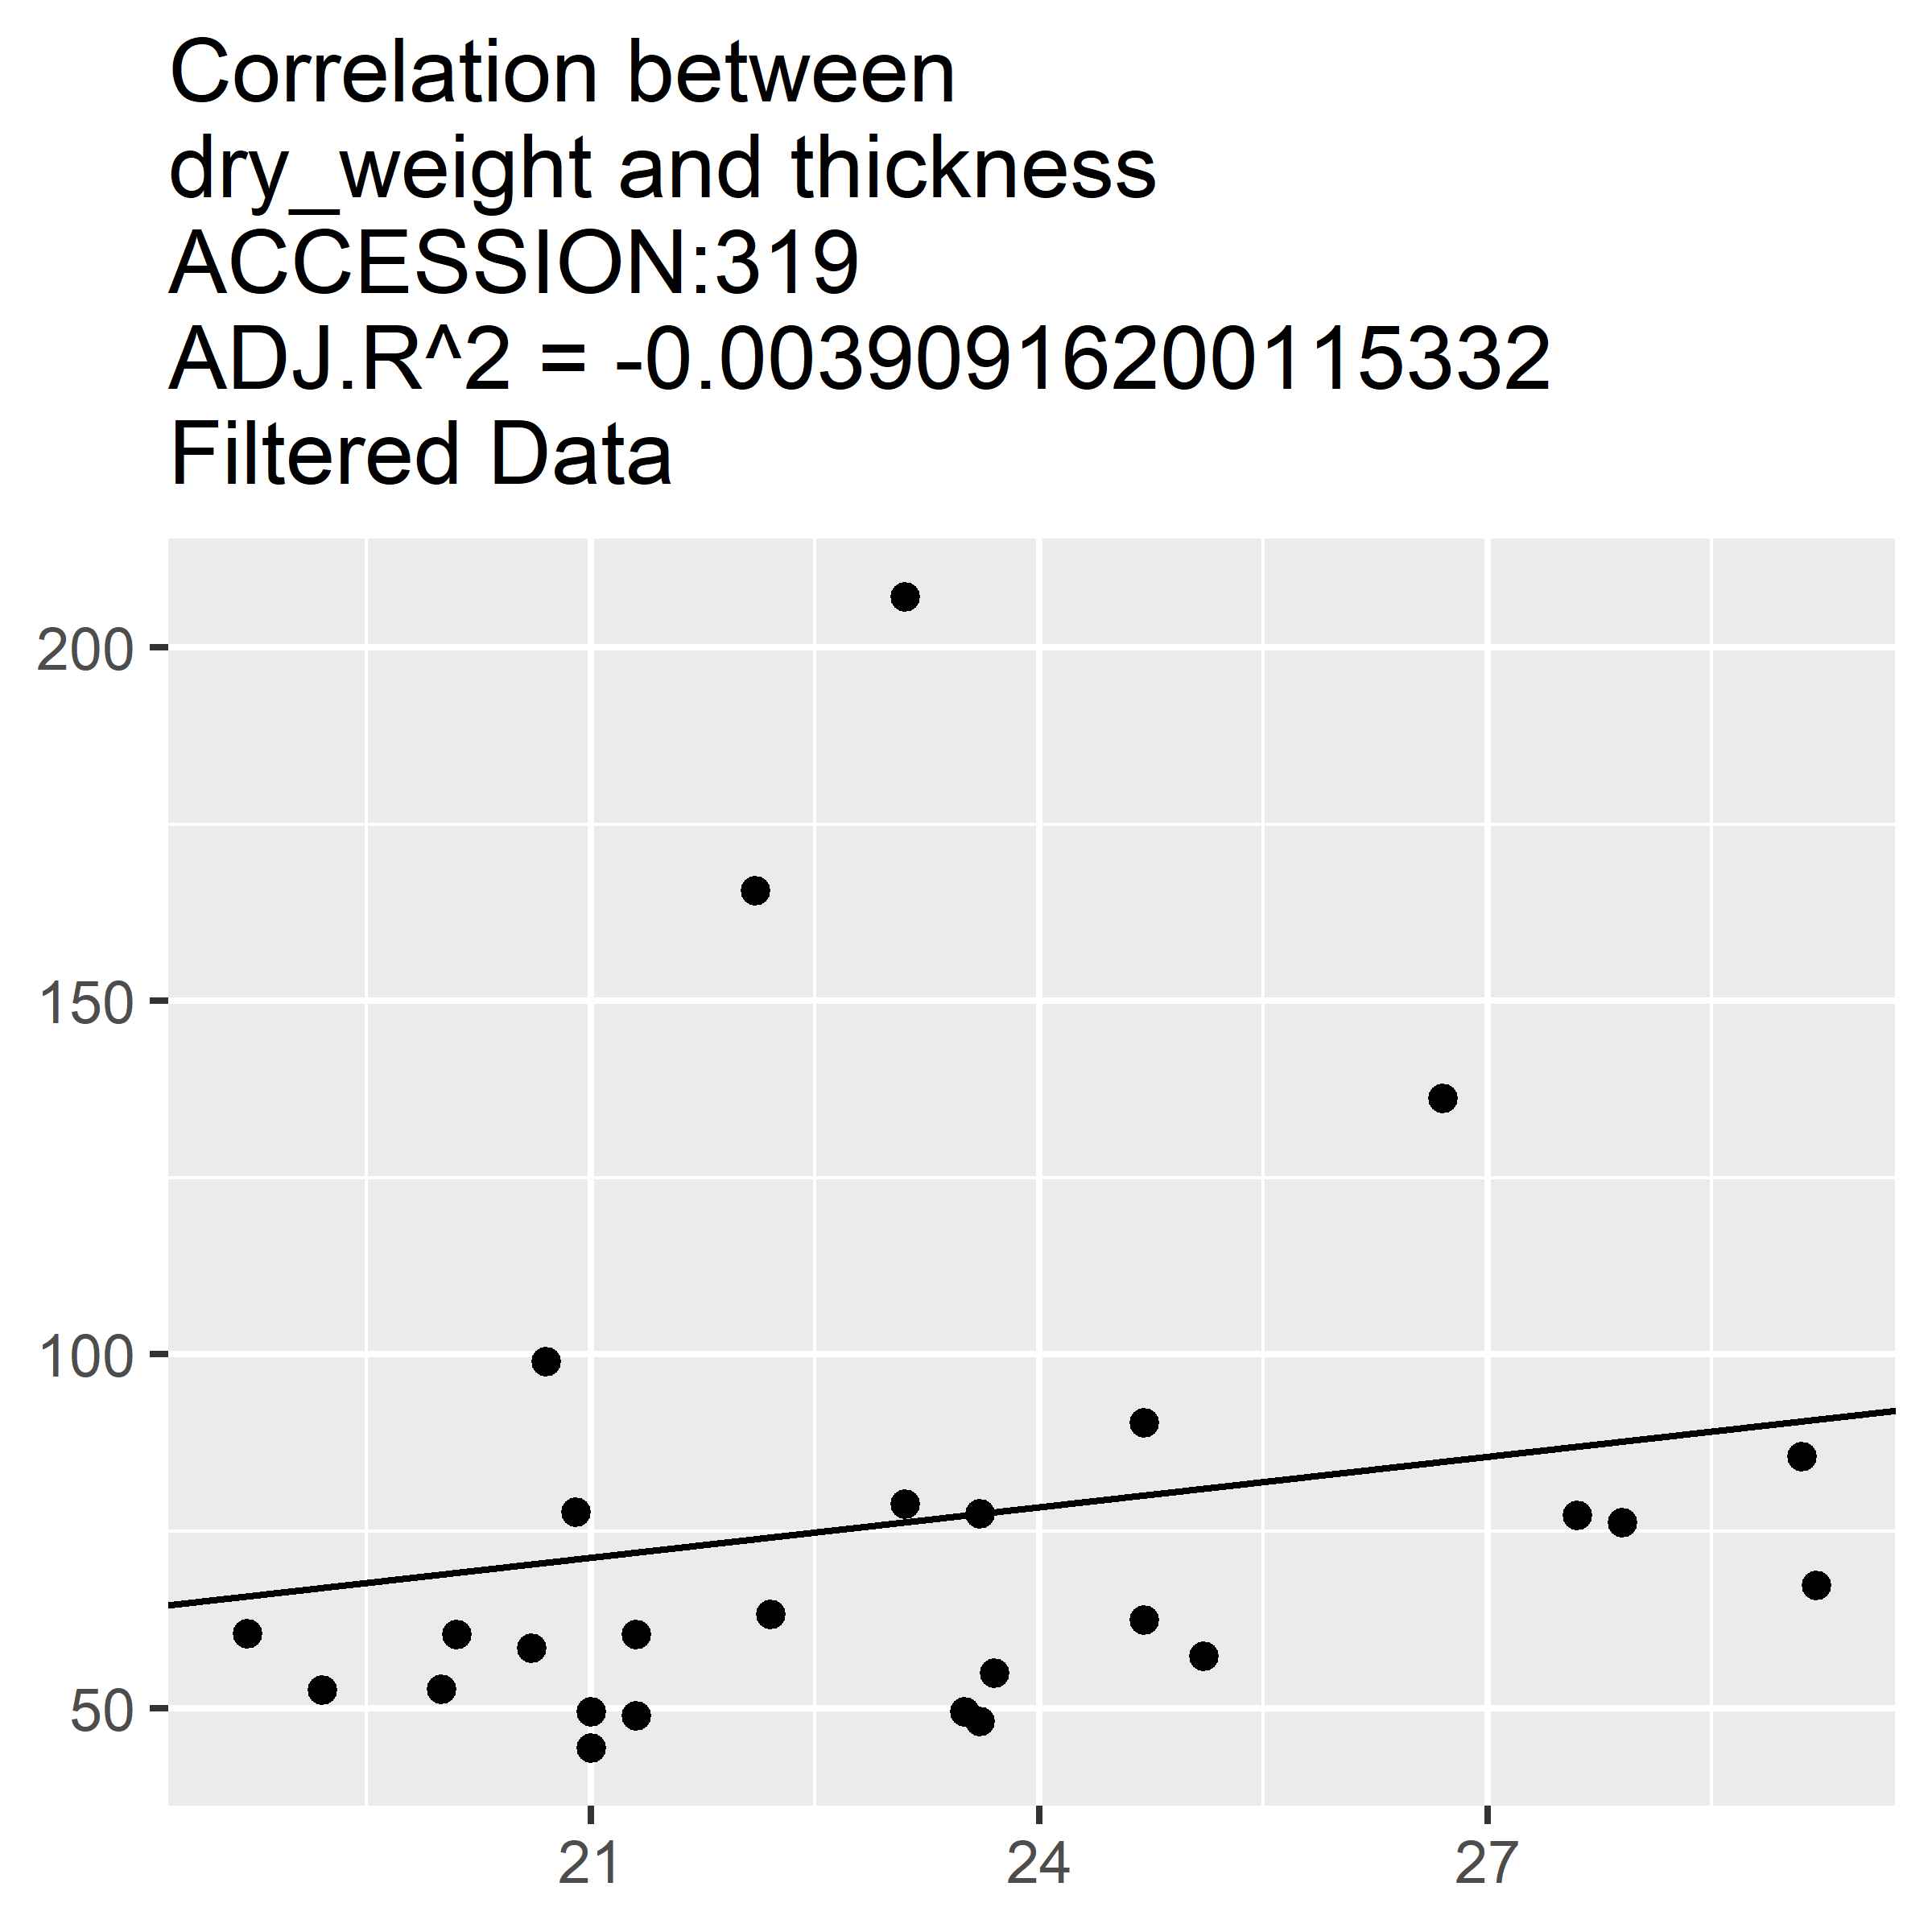 Correlation between
dry_weight and thickness
ACCESSION:319
ADJ.R^2 = -0.003909916200115332
Filtered Data
200
150
100
50
21 24 27